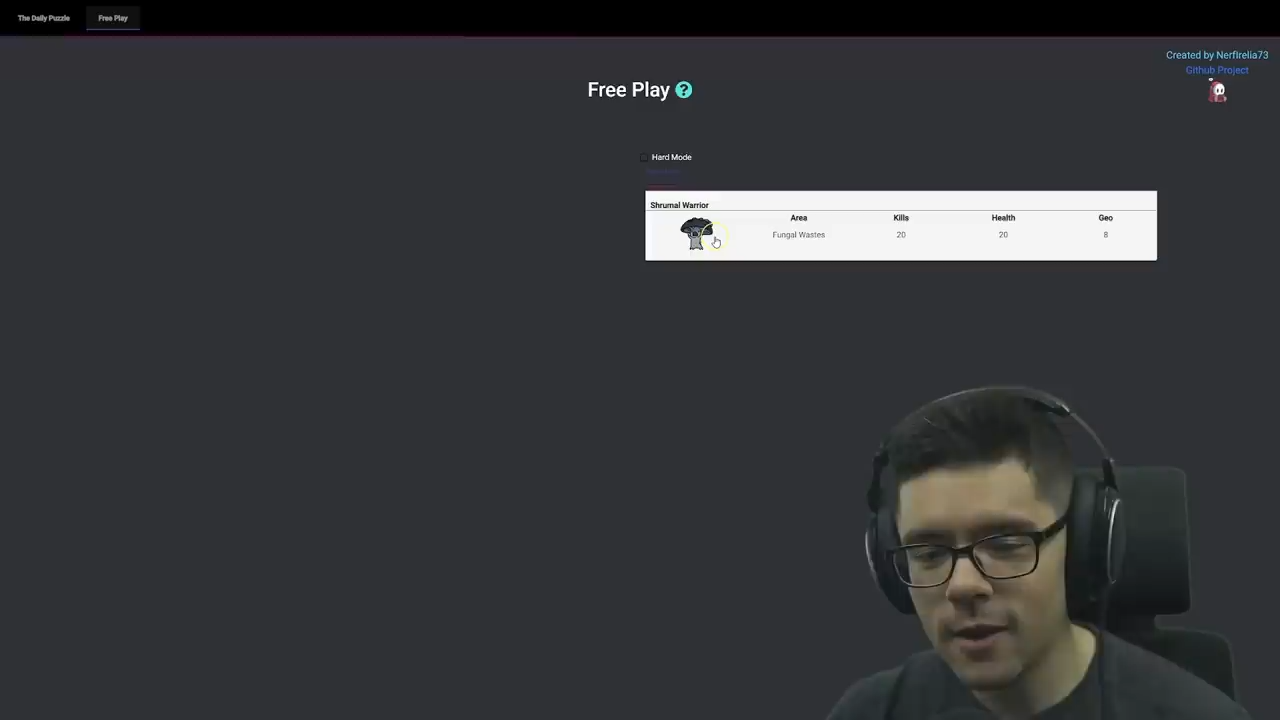 The Daily Puzzle
Free Play
Created by Nerflrelia73
Github Project
Free Play ?
Hard Mode
Shrumal Warrior
Area Kills Health Geo
Fungal Wastes 20 20 8